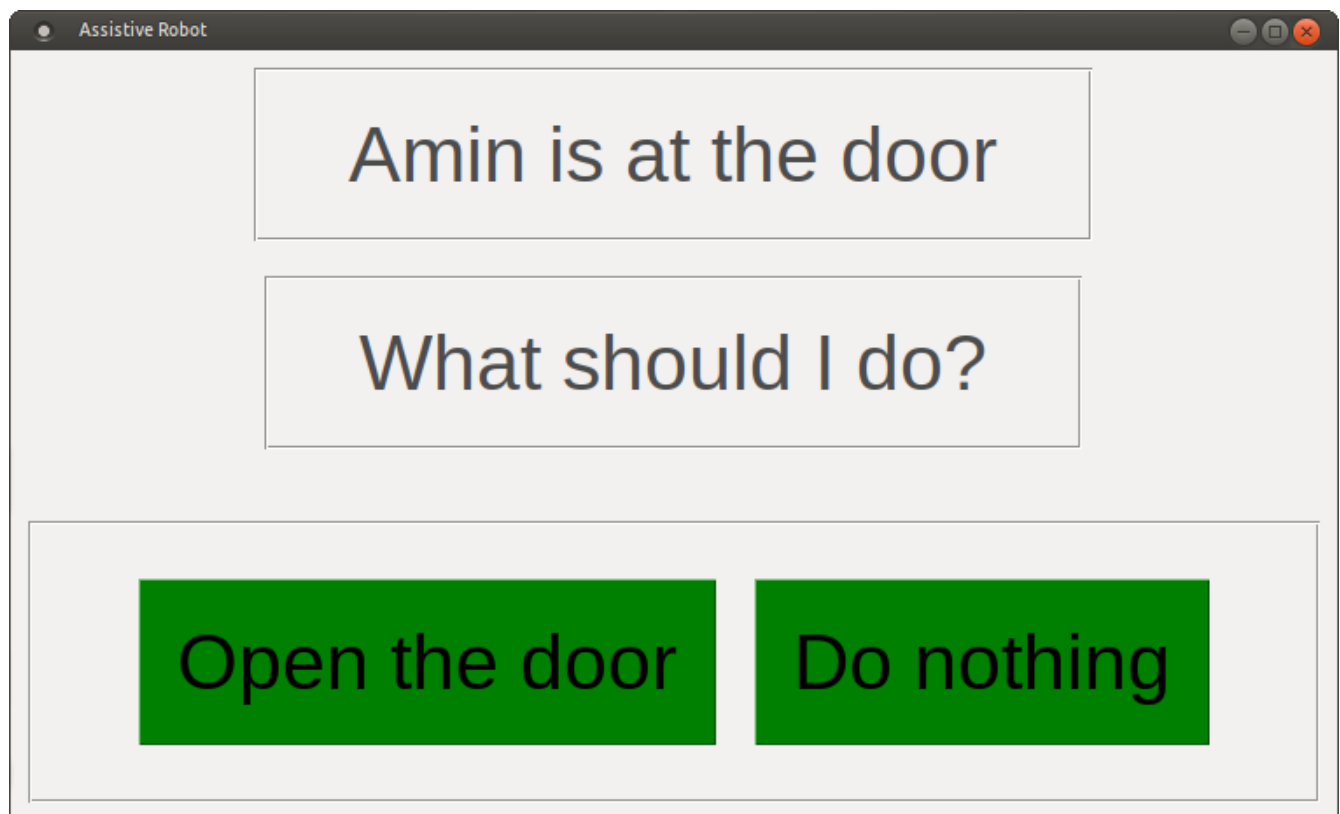 Assistive Robot
Amin is at the door
What should I do?
Open the door
Do nothing